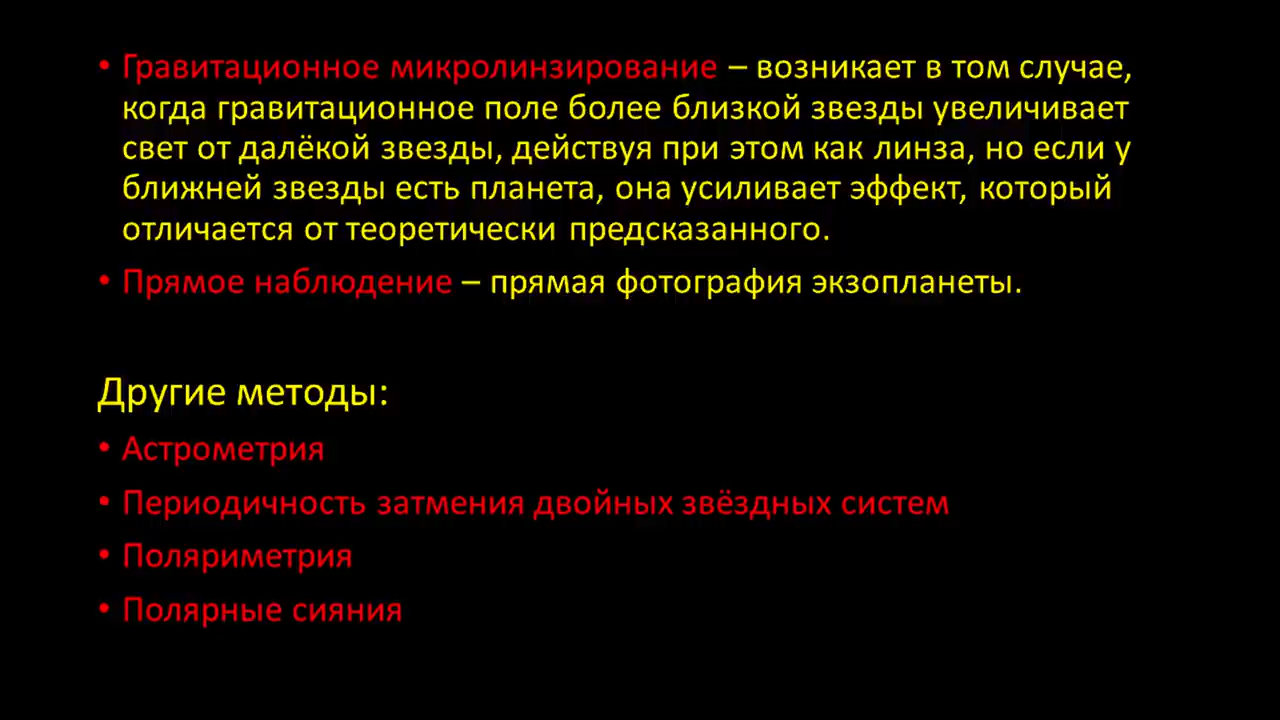 • Гравитационное микролинзирование – возникает в том случае,
когда гравитационное поле более близкой звезды увеличивает
свет от далёкой звезды, действуя при этом как линза, но если у
ближней звезды есть планета, она усиливает эффект, который
отличается от теоретически предсказанного.
• Прямое наблюдение – прямая фотография экзопланеты.
Другие методы:
• Астрометрия
• Периодичность затмения двойных звёздных систем
• Поляриметрия
• Полярные сияния